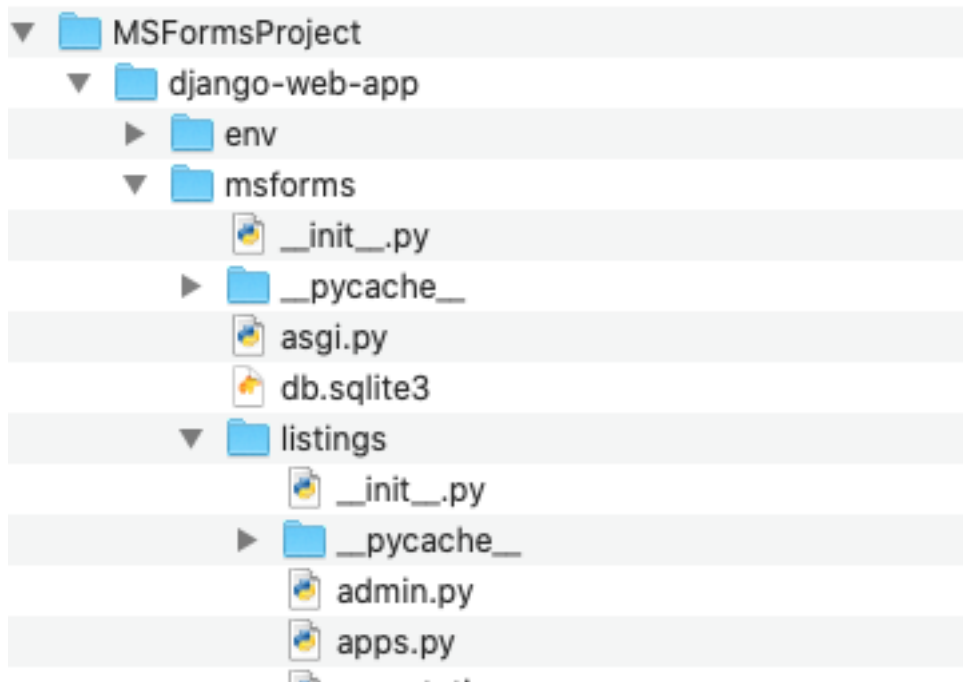 MSFormsProject
django-web-app
env
msforms
__init__.py
__pycache__
asgi.py
db.sqlite3
listings
__init__.py
__pycache__
admin.py
apps.py